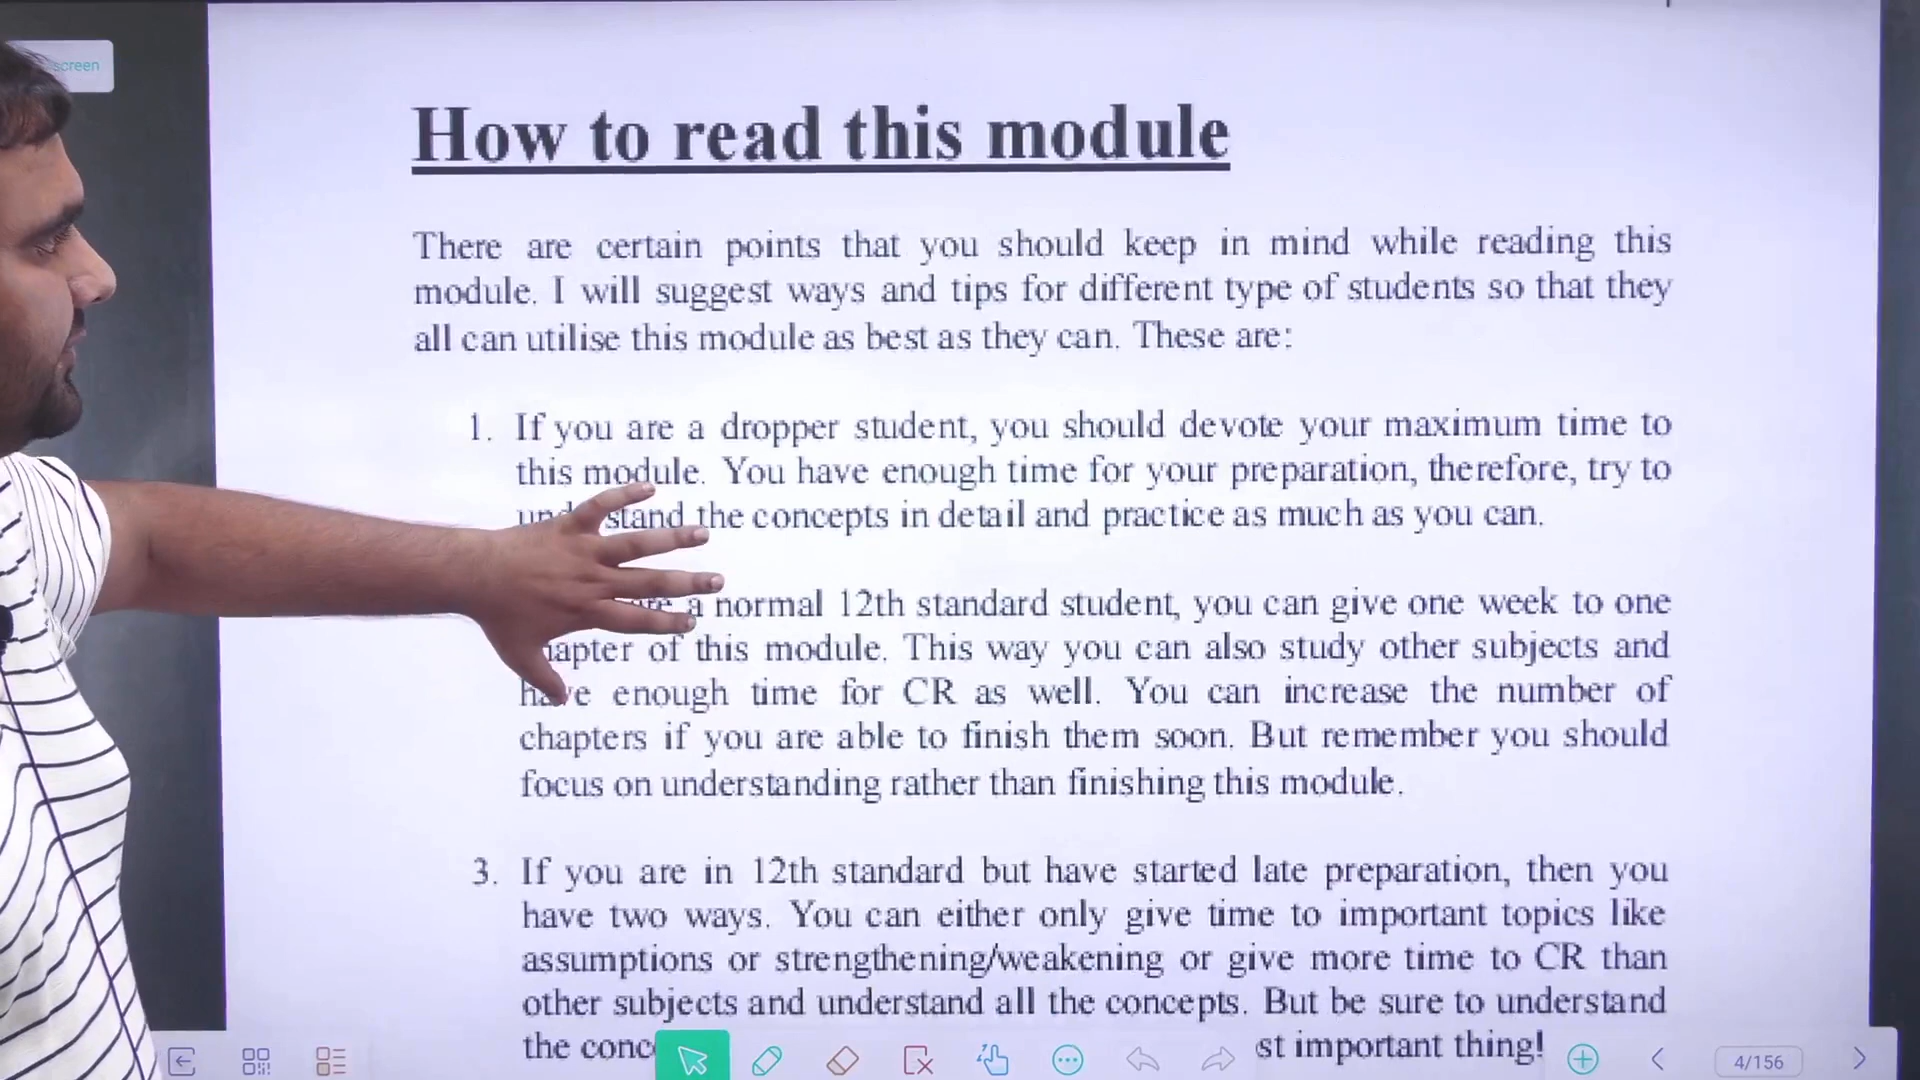 screen
How to read this module
There are certain points that you should keep in mind while reading this
module. I will suggest ways and tips for different type of students so that they
all can utilise this module as best as they can. These are:
1. If you are a dropper student, you should devote your maximum time to
this module. You have enough time for your preparation, therefore, try to
understand the concepts in detail and practice as much as you can.
a normal 12th standard student, you can give one week to one
chapter of this module. This way you can also study other subjects and
have enough time for CR as well. You can increase the number of
chapters if you are able to finish them soon. But remember you should
focus on understanding rather than finishing this module.
3. If you are in 12th standard but have started late preparation, then you
have two ways. You can either only give time to important topics like
assumptions or strengthening/weakening or give more time to CR than
other subjects and understand all the concepts. But be sure to understand
the important thing!
4/156